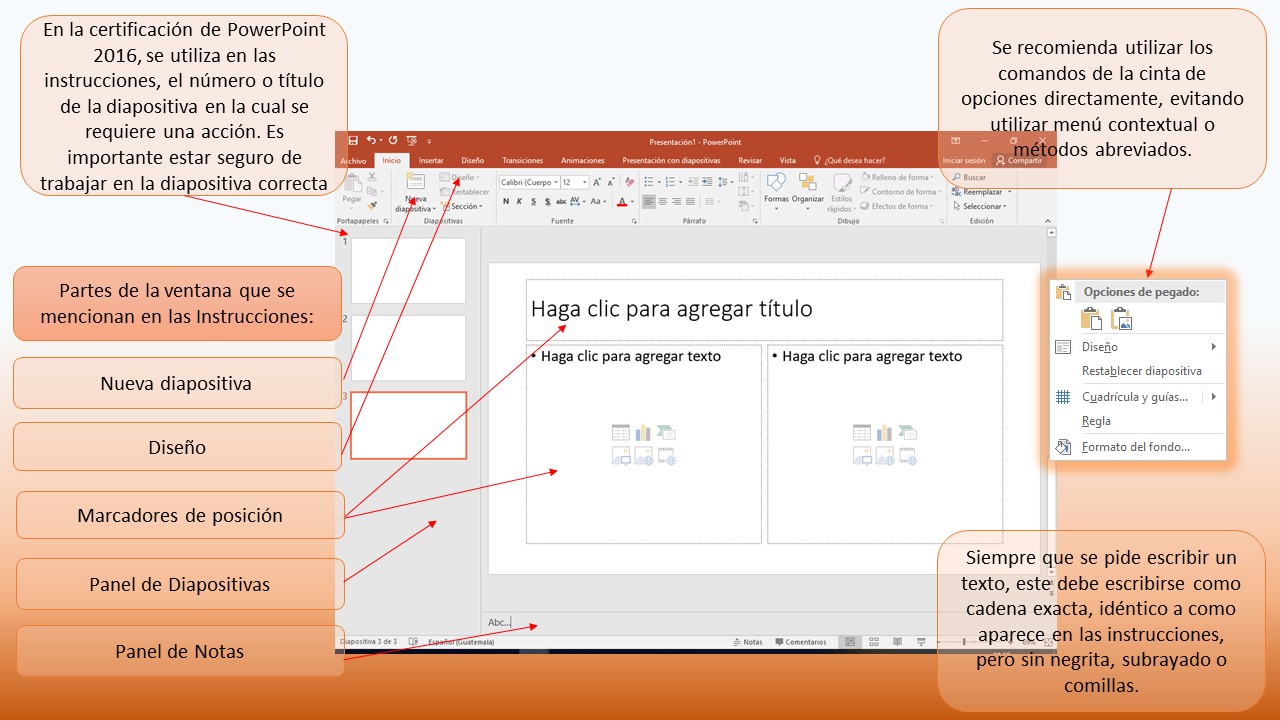 En la certificación de PowerPoint
2016, se utiliza en las
instrucciones, el número o título
de la diapositiva en la cual se
requiere una acción. Es
importante estar seguro de
trabajar en la diapositiva correcta
Se recomienda utilizar los
comandos de la cinta de
opciones directamente, evitando
utilizar menú contextual o
métodos abreviados.
Partes de la ventana que se
mencionan en las Instrucciones:
Nueva diapositiva
Diseño
Marcadores de posición
Panel de Diapositivas
Panel de Notas
Presentación1 - PowerPoint
Archivo Inicio Insertar Diseño Transiciones Animaciones Presentación con diapositivas Revisar Vista ¿Qué desea hacer? Iniciar sesión Compartir
Pegar
Portapapeles
Nueva
diapositiva
Diseño
Restablecer
Sección
Diapositivas
Calibri (Cuerpo 12
N K S S abc AV Aa A
Fuente
Párrafo
Formas
Organizar
Estilos
rápidos
Relleno de forma
Contorno de forma
Efectos de forma
Dibujo
Buscar
Reemplazar
Seleccionar
Edición
1
2
3
Haga clic para agregar título
• Haga clic para agregar texto
• Haga clic para agregar texto
Abc...
Diapositiva 3 de 3 Español (Guatemala) Notas Comentarios
Opciones de pegado:
Diseño
Restablecer diapositiva
Cuadrícula y guías...
Regla
Formato del fondo...
Siempre que se pide escribir un
texto, este debe escribirse como
cadena exacta, idéntico a como
aparece en las instrucciones,
pero sin negrita, subrayado o
comillas.